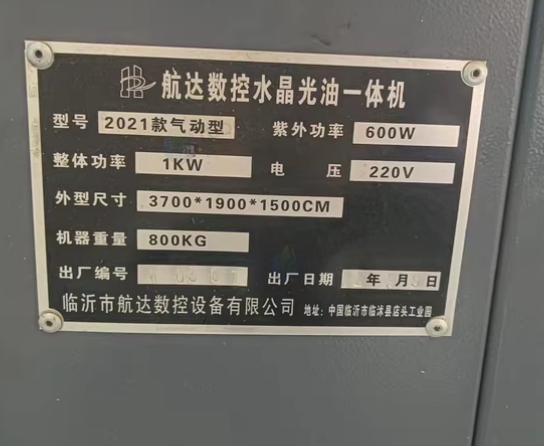 航达数控水晶光油一体机
型号 2021款气动型 紫外功率 600W
整体功率 1KW 电 压 220V
外型尺寸 3700*1900*1500CM
机器重量 800KG
出厂编号 出厂日期 年 月 日
临沂市航达数控设备有限公司 地址:中国临沂市临沭县店头工业园